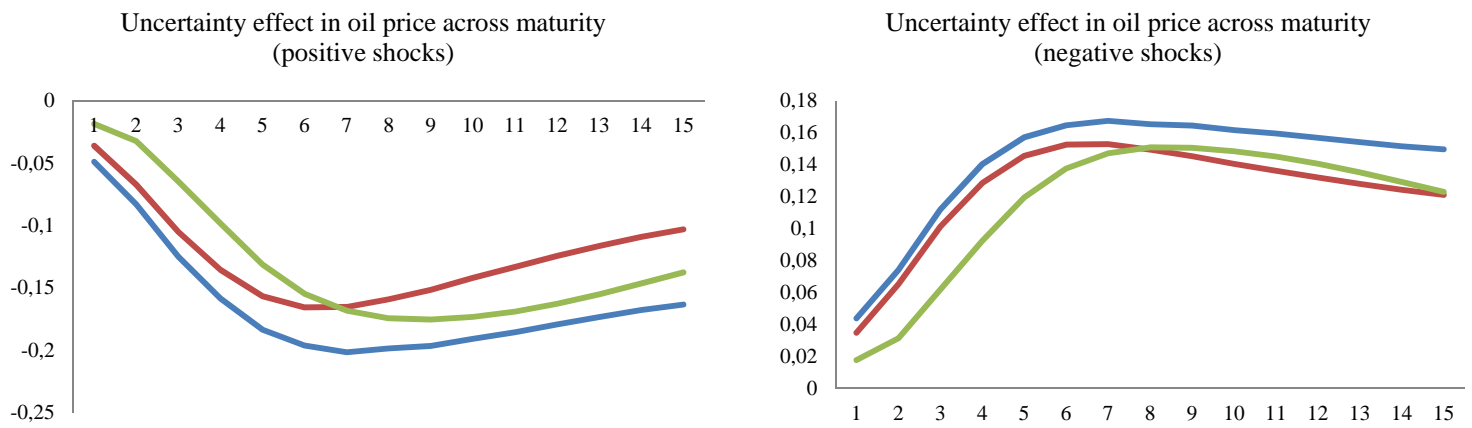 Uncertainty effect in oil price across maturity
(positive shocks)
0
-0,05
-0,1
-0,15
-0,2
-0,25
1 2 3 4 5 6 7 8 9 10 11 12 13 14 15
Uncertainty effect in oil price across maturity
(negative shocks)
0,18
0,16
0,14
0,12
0,1
0,08
0,06
0,04
0,02
0
1 2 3 4 5 6 7 8 9 10 11 12 13 14 15